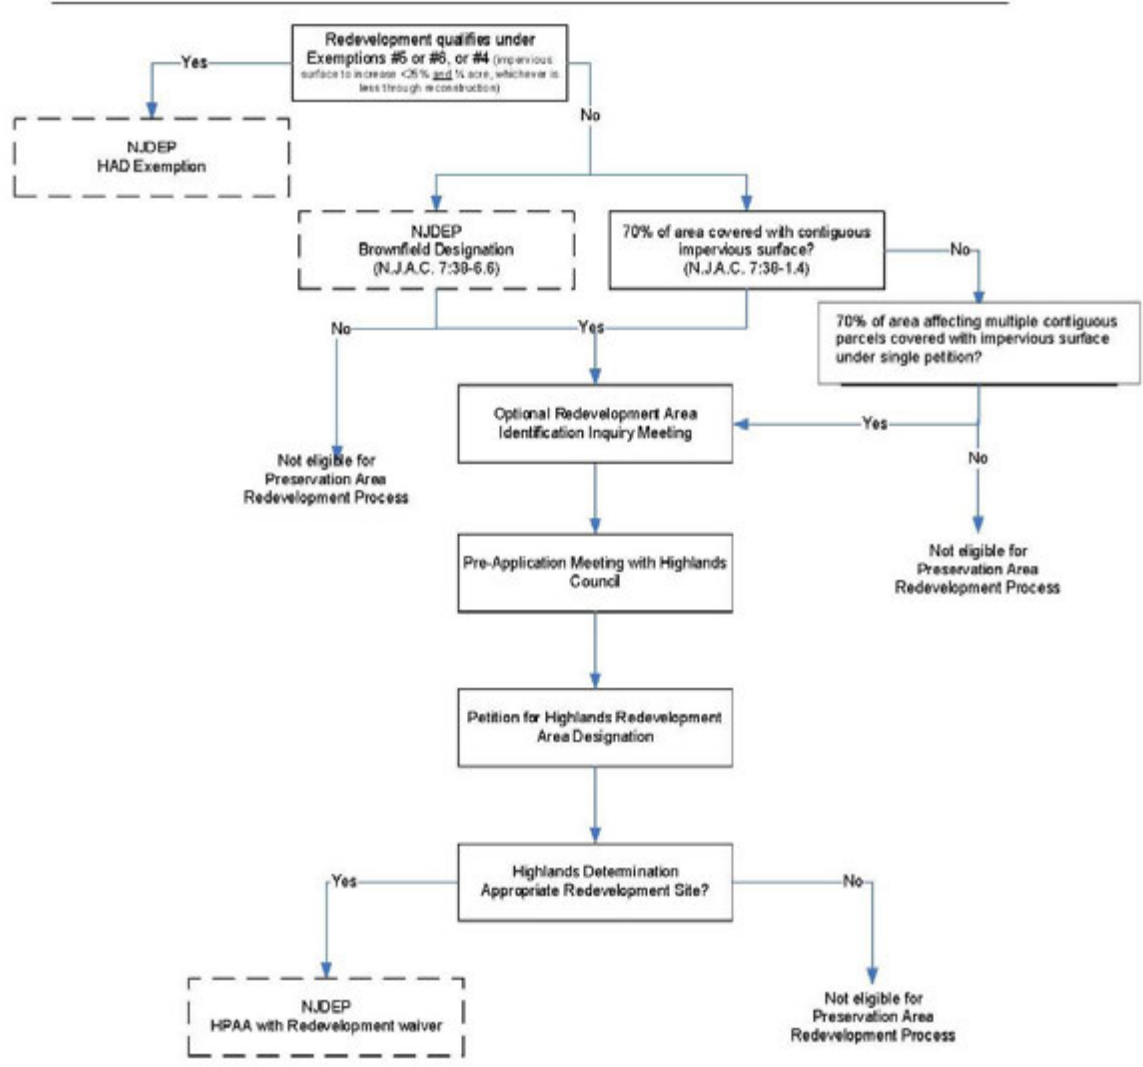 Redevelopment qualifies under
Exemptions #5 or #6, or #4 (impervious
surface to increase <25% and ¼ acre, whichever is
less through reconstruction)
Yes
No
NJDEP
HAD Exemption
NJDEP
Brownfield Designation
(N.J.A.C. 7:38-6.6)
70% of area covered with contiguous
impervious surface?
(N.J.A.C. 7:38-1.4)
No
70% of area affecting multiple contiguous
parcels covered with impervious surface
under single petition?
No
Yes
Optional Redevelopment Area
Identification Inquiry Meeting
Yes
No
Not eligible for
Preservation Area
Redevelopment Process
Not eligible for
Preservation Area
Redevelopment Process
Pre-Application Meeting with Highlands
Council
Petition for Highlands Redevelopment
Area Designation
Highlands Determination
Appropriate Redevelopment Site?
Yes
No
NJDEP
HPAA with Redevelopment waiver
Not eligible for
Preservation Area
Redevelopment Process